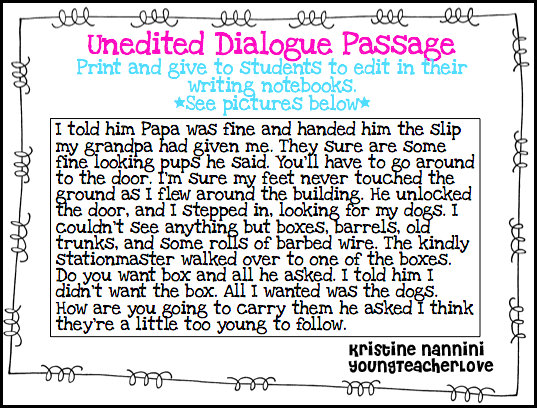 Unedited Dialogue Passage
Print and give to students to edit in their
writing notebooks.
★See pictures below★
I told him Papa was fine and handed him the slip
my grandpa had given me. They sure are some
fine looking pups he said. You'll have to go around
to the door. I'm sure my feet never touched the
ground as I flew around the building. He unlocked
the door, and I stepped in, looking for my dogs. I
couldn't see anything but boxes, barrels, old
trunks, and some rolls of barbed wire. The kindly
stationmaster walked over to one of the boxes.
Do you want box and all he asked. I told him I
didn't want the box. All I wanted was the dogs.
How are you going to carry them he asked I think
they're a little too young to follow.
Kristine Nannini
YoungTeacherLove